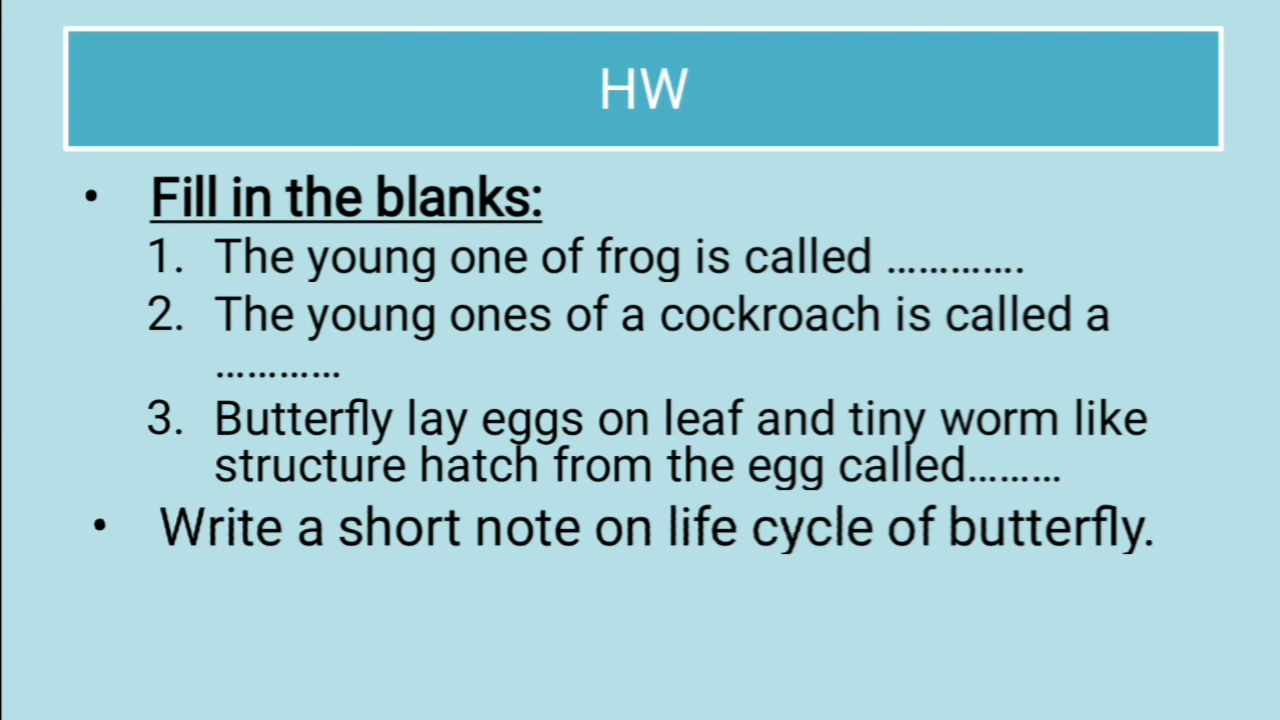 HW
• Fill in the blanks:
1. The young one of frog is called ………….
2. The young ones of a cockroach is called a
…………
3. Butterfly lay eggs on leaf and tiny worm like
structure hatch from the egg called………
• Write a short note on life cycle of butterfly.